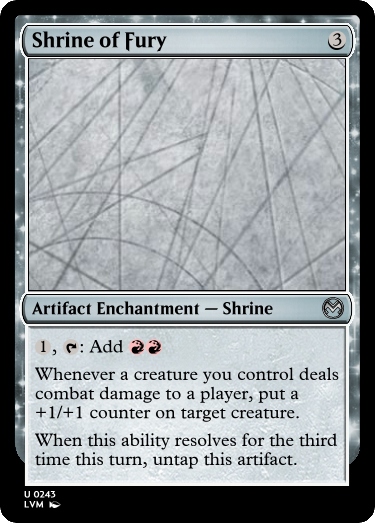 Shrine of Fury 3
Artifact Enchantment — Shrine
1, : Add
Whenever a creature you control deals
combat damage to a player, put a
+1/+1 counter on target creature.
When this ability resolves for the third
time this turn, untap this artifact.
U 0243
LVM